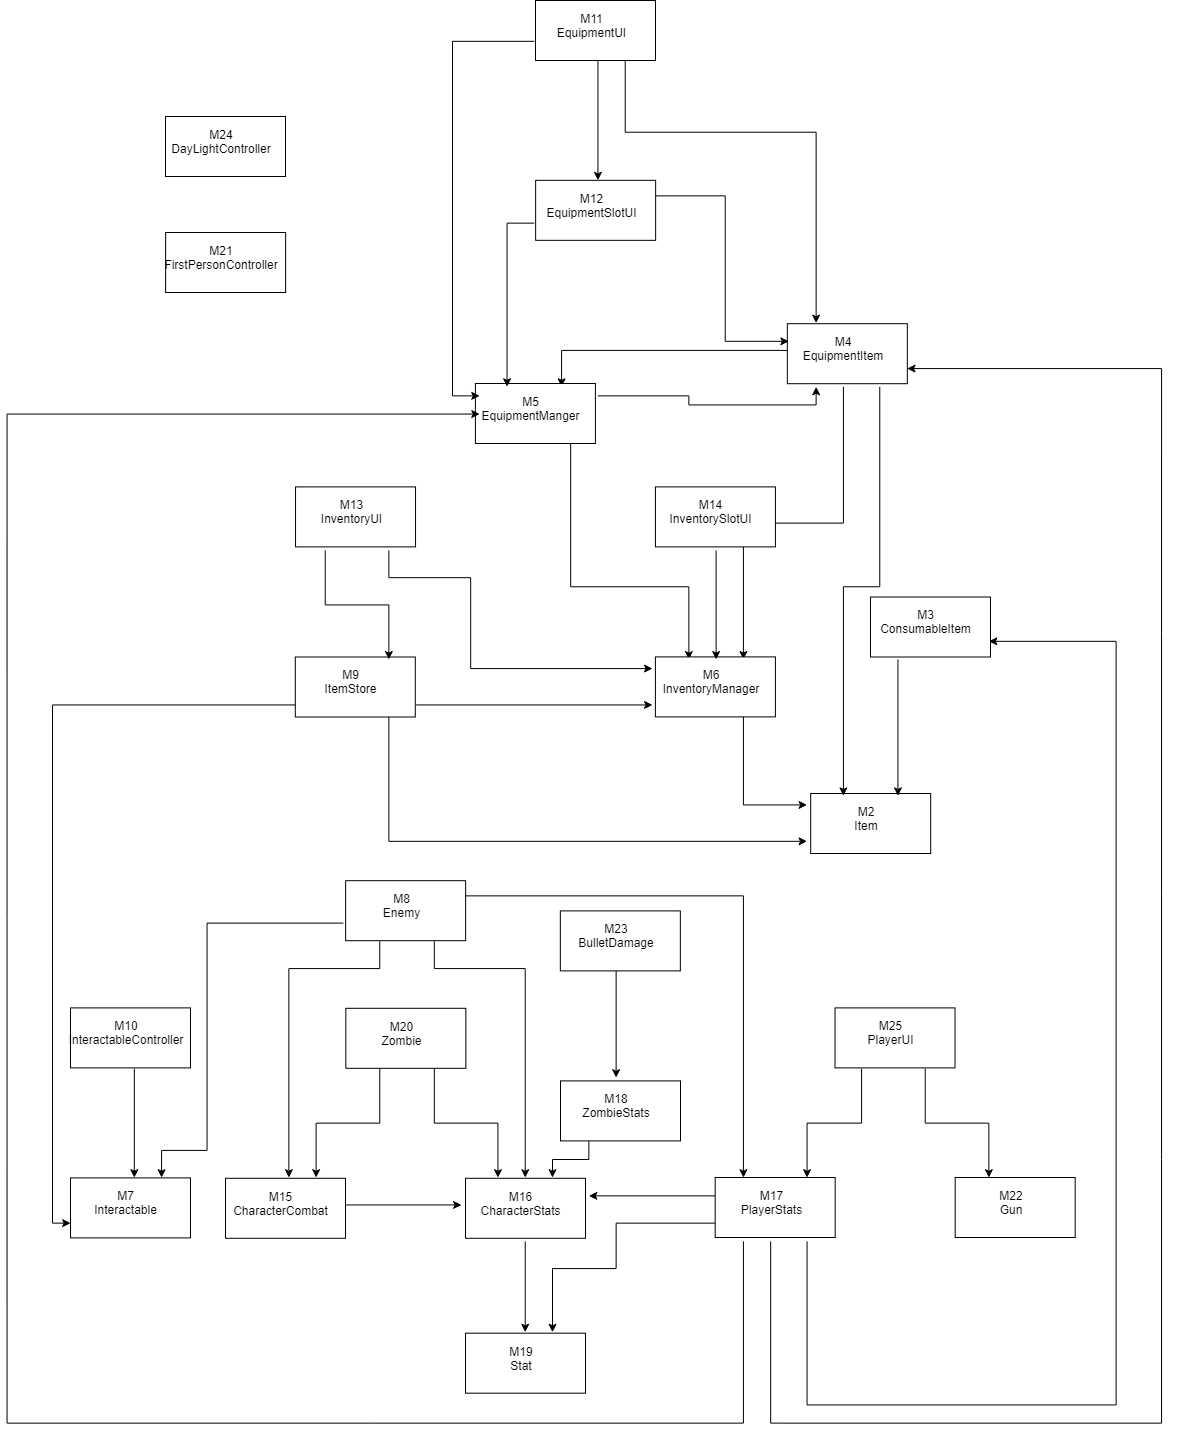 M11
EquipmentUI
M24
DayLightController
M12
EquipmentSlotUI
M21
FirstPersonController
M4
EquipmentItem
M5
EquipmentManger
M13
InventoryUI
M14
InventorySlotUI
M3
ConsumableItem
M9
ItemStore
M6
InventoryManager
M2
Item
M8
Enemy
M23
BulletDamage
M10
InteractableController
M20
Zombie
M25
PlayerUI
M18
ZombieStats
M7
Interactable
M15
CharacterCombat
M16
CharacterStats
M17
PlayerStats
M22
Gun
M19
Stat